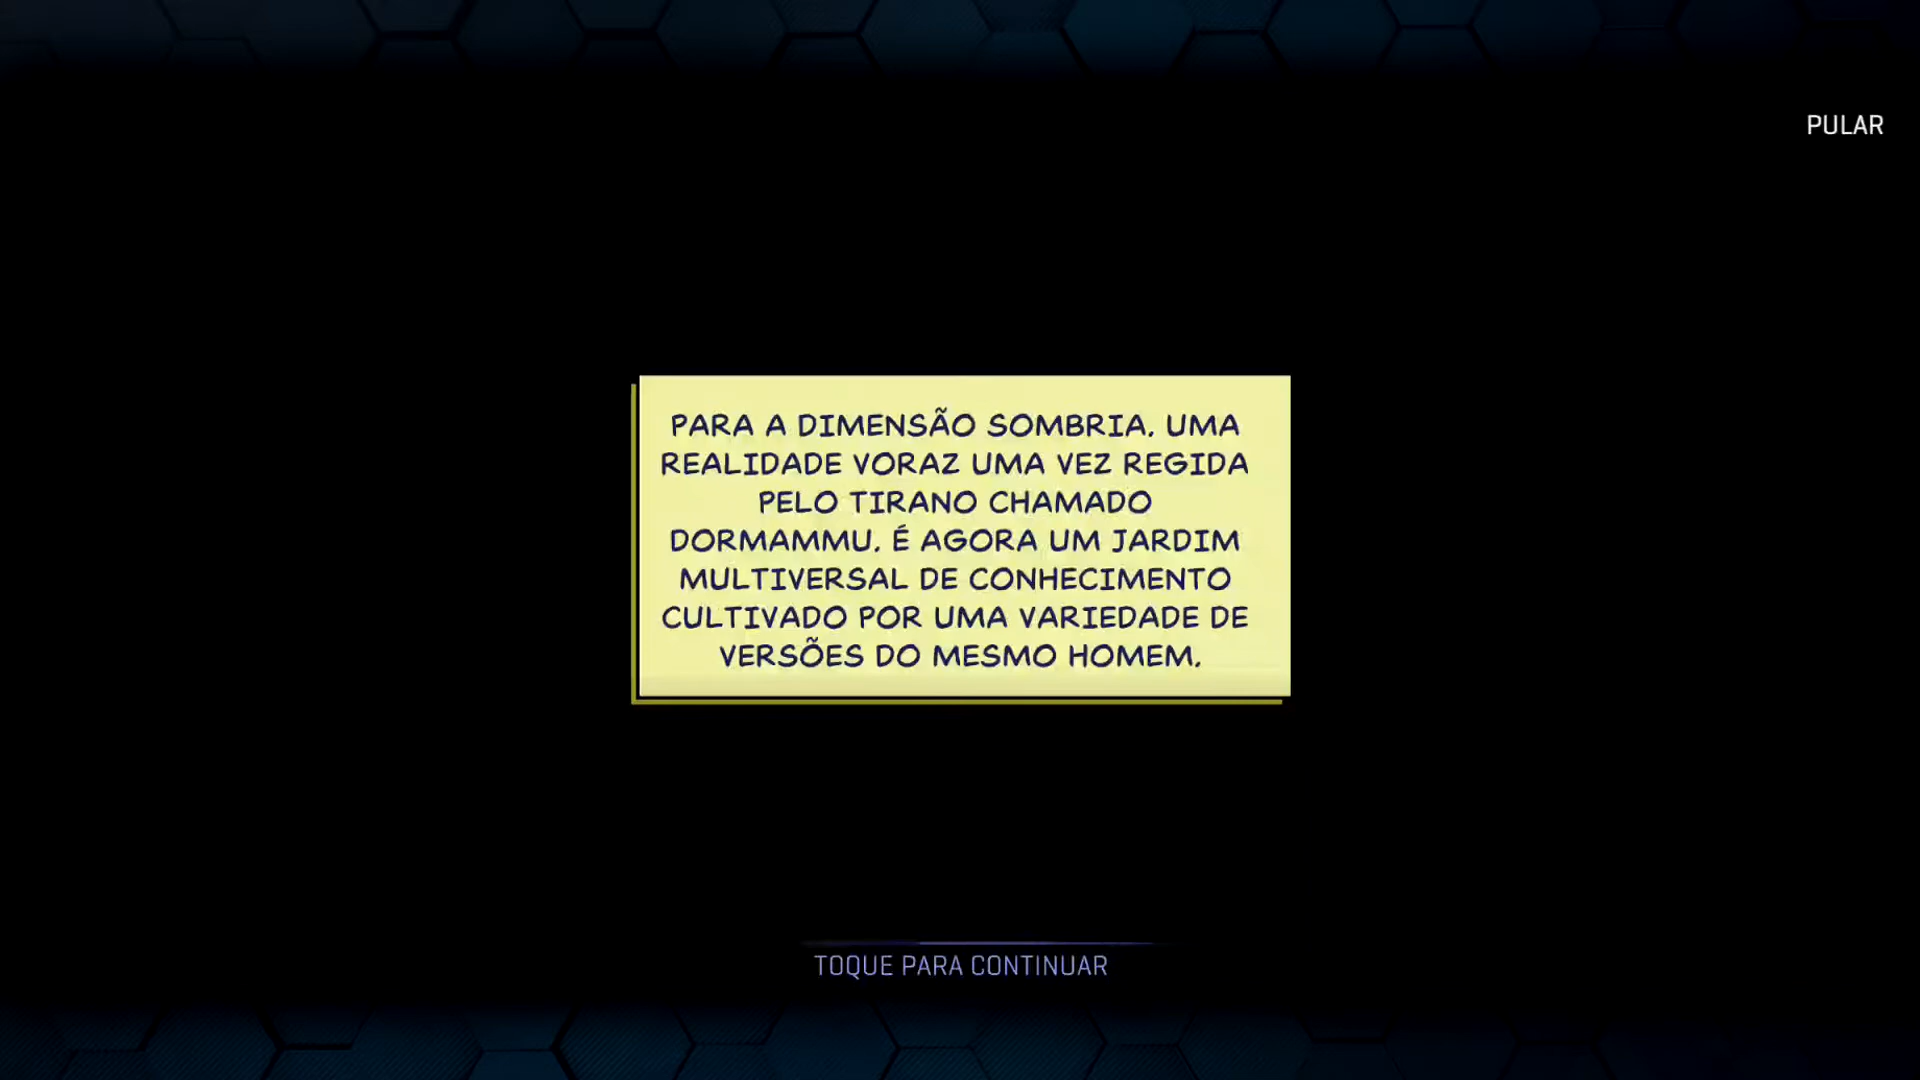 PULAR
PARA A DIMENSÃO SOMBRIA. UMA
REALIDADE VORAZ UMA VEZ REGIDA
PELO TIRANO CHAMADO
DORMAMMU. É AGORA UM JARDIM
MULTIVERSAL DE CONHECIMENTO
CULTIVADO POR UMA VARIEDADE DE
VERSÕES DO MESMO HOMEM.
TOQUE PARA CONTINUAR